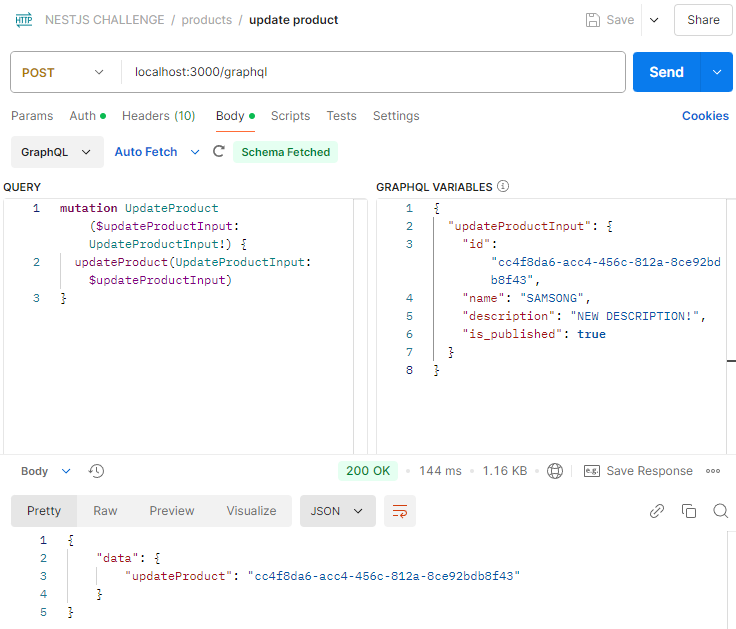 HTTP NESTJS CHALLENGE / products / update product Save Share
POST localhost:3000/graphql Send
Params Auth Headers (10) Body Scripts Tests Settings Cookies
GraphQL Auto Fetch Schema Fetched
QUERY
1 mutation UpdateProduct
($updateProductInput:
UpdateProductInput!) {
2 updateProduct(UpdateProductInput:
$updateProductInput)
3 }
GRAPHQL VARIABLES
1 {
2 "updateProductInput": {
3 "id":
"cc4f8da6-acc4-456c-812a-8ce92bd
b8f43",
4 "name": "SAMSONG",
5 "description": "NEW DESCRIPTION!",
6 "is_published": true
7 }
8 }
Body 200 OK 144 ms 1.16 KB e.g. Save Response
Pretty Raw Preview Visualize JSON
1 {
2 "data": {
3 "updateProduct": "cc4f8da6-acc4-456c-812a-8ce92bdb8f43"
4 }
5 }